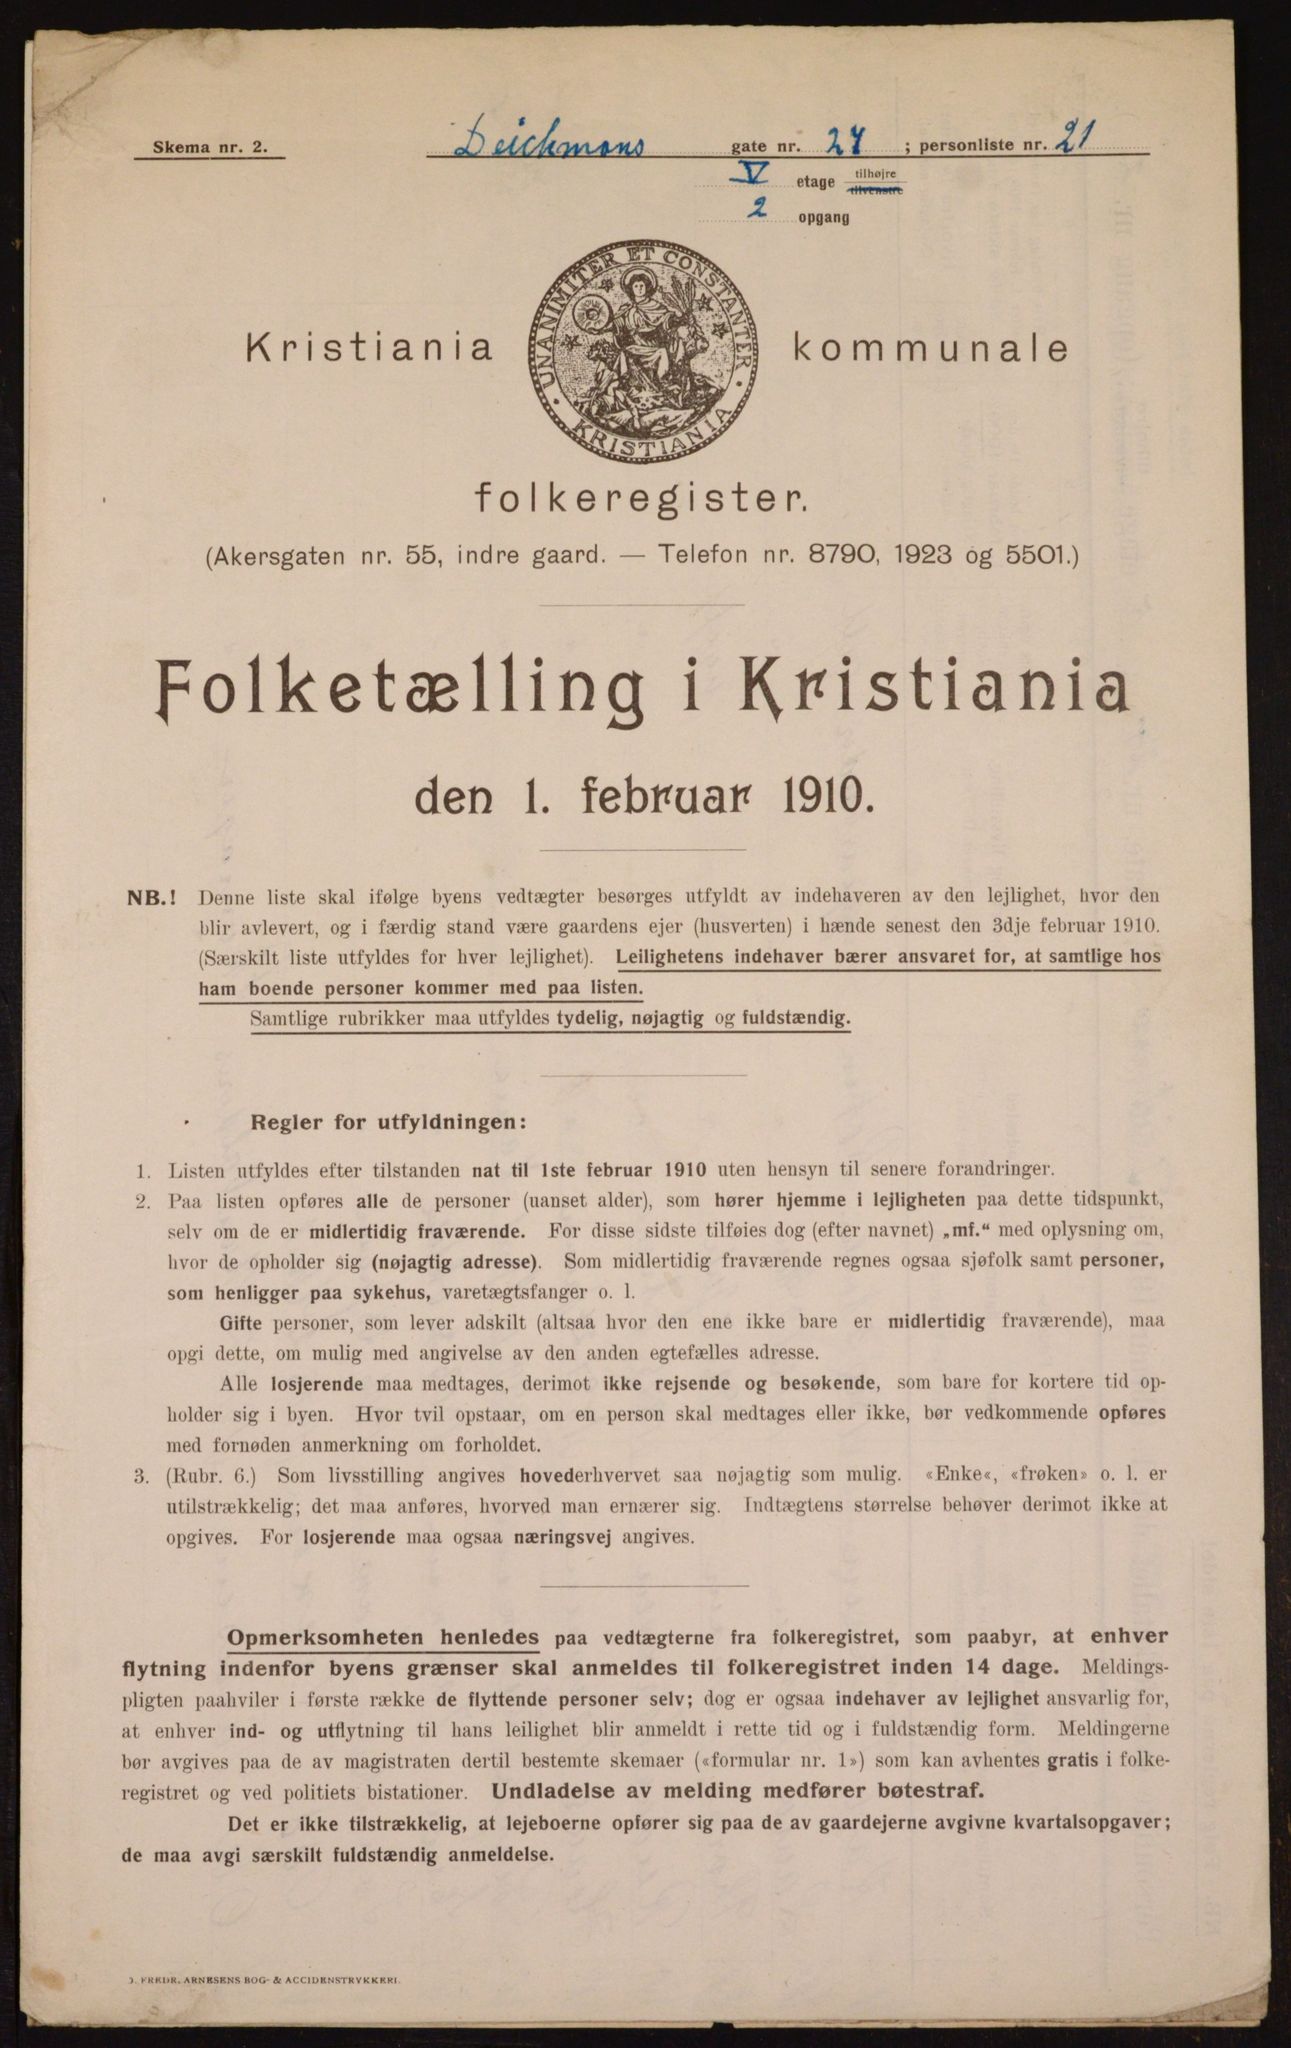 Skema nr. 2.
Deichmans gate nr. 27 ; personliste nr. 21
V etage tilhøjre
tilvenstre
2 opgang
UNANIMITER ET CONSTANTER
KRISTIANIA
Kristiania kommunale
folkeregister.
(Akersgaten nr. 55, indre gaard. — Telefon nr. 8790, 1923 og 5501.)
Folketælling i Kristiania
den 1. februar 1910.
NB.! Denne liste skal ifølge byens vedtægter besørges utfyldt av indehaveren av den lejlighet, hvor den
blir avlevert, og i færdig stand være gaardens ejer (husverten) i hænde senest den 3dje februar 1910.
(Særskilt liste utfyldes for hver lejlighet). Leilighetens indehaver bærer ansvaret for, at samtlige hos
ham boende personer kommer med paa listen.
Samtlige rubrikker maa utfyldes tydelig, nøjagtig og fuldstændig.
Regler for utfyldningen:
1. Listen utfyldes efter tilstanden nat til 1ste februar 1910 uten hensyn til senere forandringer.
2. Paa listen opføres alle de personer (uanset alder), som hører hjemme i lejligheten paa dette tidspunkt,
selv om de er midlertidig fraværende. For disse sidste tilføies dog (efter navnet) „mf.“ med oplysning om,
hvor de opholder sig (nøjagtig adresse). Som midlertidig fraværende regnes ogsaa sjøfolk samt personer,
som henligger paa sykehus, varetægtsfanger o. l.
Gifte personer, som lever adskilt (altsaa hvor den ene ikke bare er midlertidig fraværende), maa
opgi dette, om mulig med angivelse av den anden egtefælles adresse.
Alle losjerende maa medtages, derimot ikke rejsende og besøkende, som bare for kortere tid op-
holder sig i byen. Hvor tvil opstaar, om en person skal medtages eller ikke, bør vedkommende opføres
med fornøden anmerkning om forholdet.
3. (Rubr. 6.) Som livsstilling angives hovederhvervet saa nøjagtig som mulig. «Enke«, «frøken» o. l. er
utilstrækkelig; det maa anføres, hvorved man ernærer sig. Indtægtens størrelse behøver derimot ikke at
opgives. For losjerende maa ogsaa næringsvej angives.
Opmerksomheten henledes paa vedtægterne fra folkeregistret, som paabyr, at enhver
flytning indenfor byens grænser skal anmeldes til folkeregistret inden 14 dage. Meldings-
pligten paahviler i første række de flyttende personer selv; dog er ogsaa indehaver av lejlighet ansvarlig for,
at enhver ind- og utflytning til hans leilighet blir anmeldt i rette tid og i fuldstændig form. Meldingerne
bør avgives paa de av magistraten dertil bestemte skemaer («formular nr. 1») som kan avhentes gratis i folke-
registret og ved politiets bistationer. Undladelse av melding medfører bøtestraf.
Det er ikke tilstrækkelig, at lejeboerne opfører sig paa de av gaardejerne avgivne kvartalsopgaver;
de maa avgi særskilt fuldstændig anmeldelse.
J. FREDR. ARNESENS BOG- & ACCIDENSTRYKKERI.